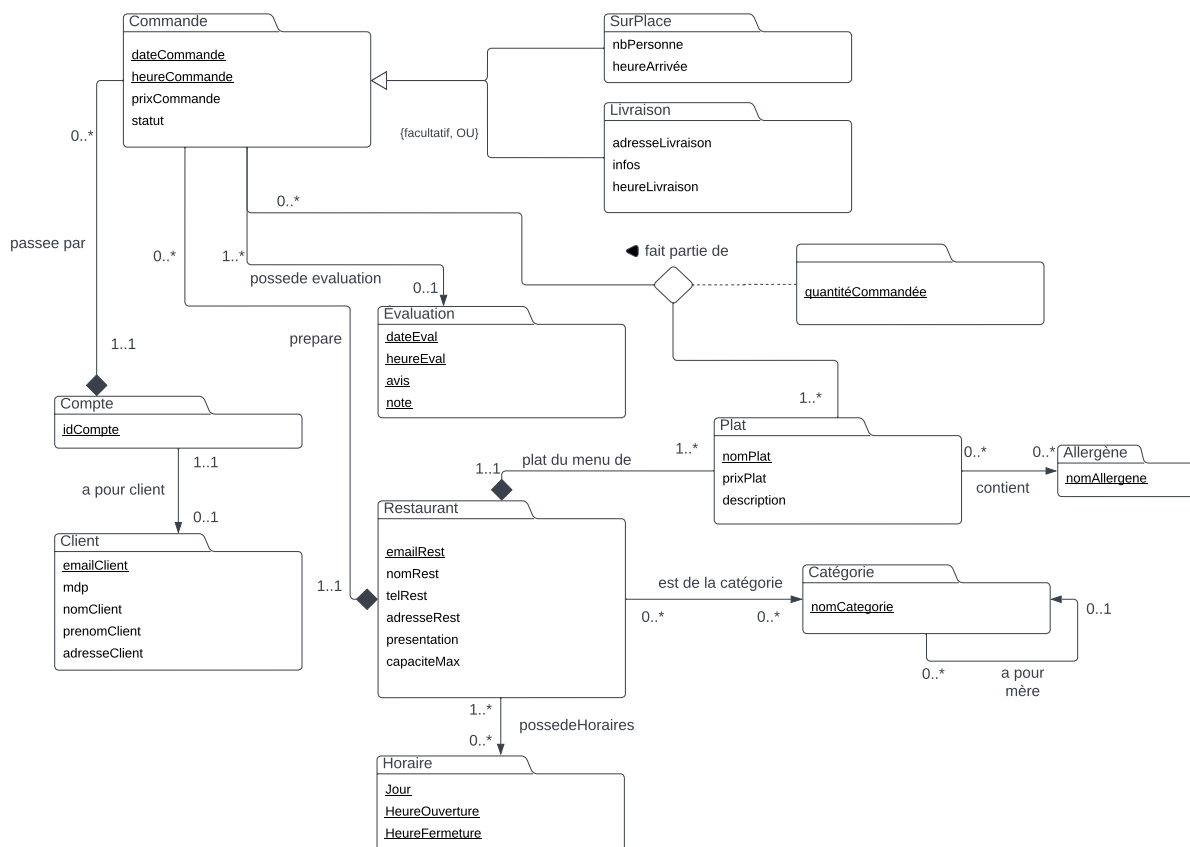 Commande
dateCommande
heureCommande
prixCommande
statut
SurPlace
nbPersonne
heureArrivée
{facultatif, OU}
Livraison
adresseLivraison
infos
heureLivraison
0..*
passee par
1..1
0..*
prepare
1..1
1..*
possede evaluation
0..1
0..*
fait partie de
quantitéCommandée
1..*
Évaluation
dateEval
heureEval
avis
note
Compte
idCompte
1..1
a pour client
0..1
Client
emailClient
mdp
nomClient
prenomClient
adresseClient
Plat
nomPlat
prixPlat
description
1..*
plat du menu de
1..1
0..*
0..*
contient
Allergène
nomAllergene
Restaurant
emailRest
nomRest
telRest
adresseRest
presentation
capaciteMax
est de la catégorie
0..*
0..*
Catégorie
nomCategorie
0..1
0..*
a pour
mère
1..*
possedeHoraires
0..*
Horaire
Jour
HeureOuverture
HeureFermeture